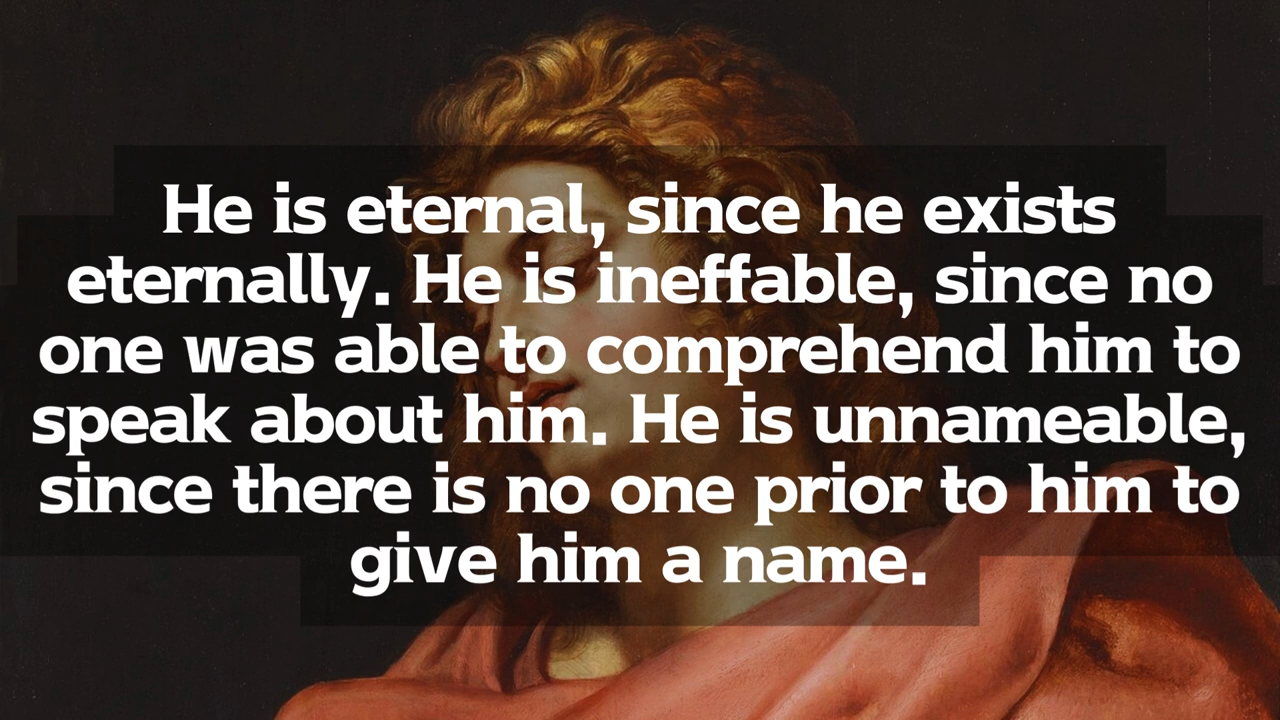 He is eternal, since he exists
eternally. He is ineffable, since no
one was able to comprehend him to
speak about him. He is unnameable,
since there is no one prior to him to
give him a name.